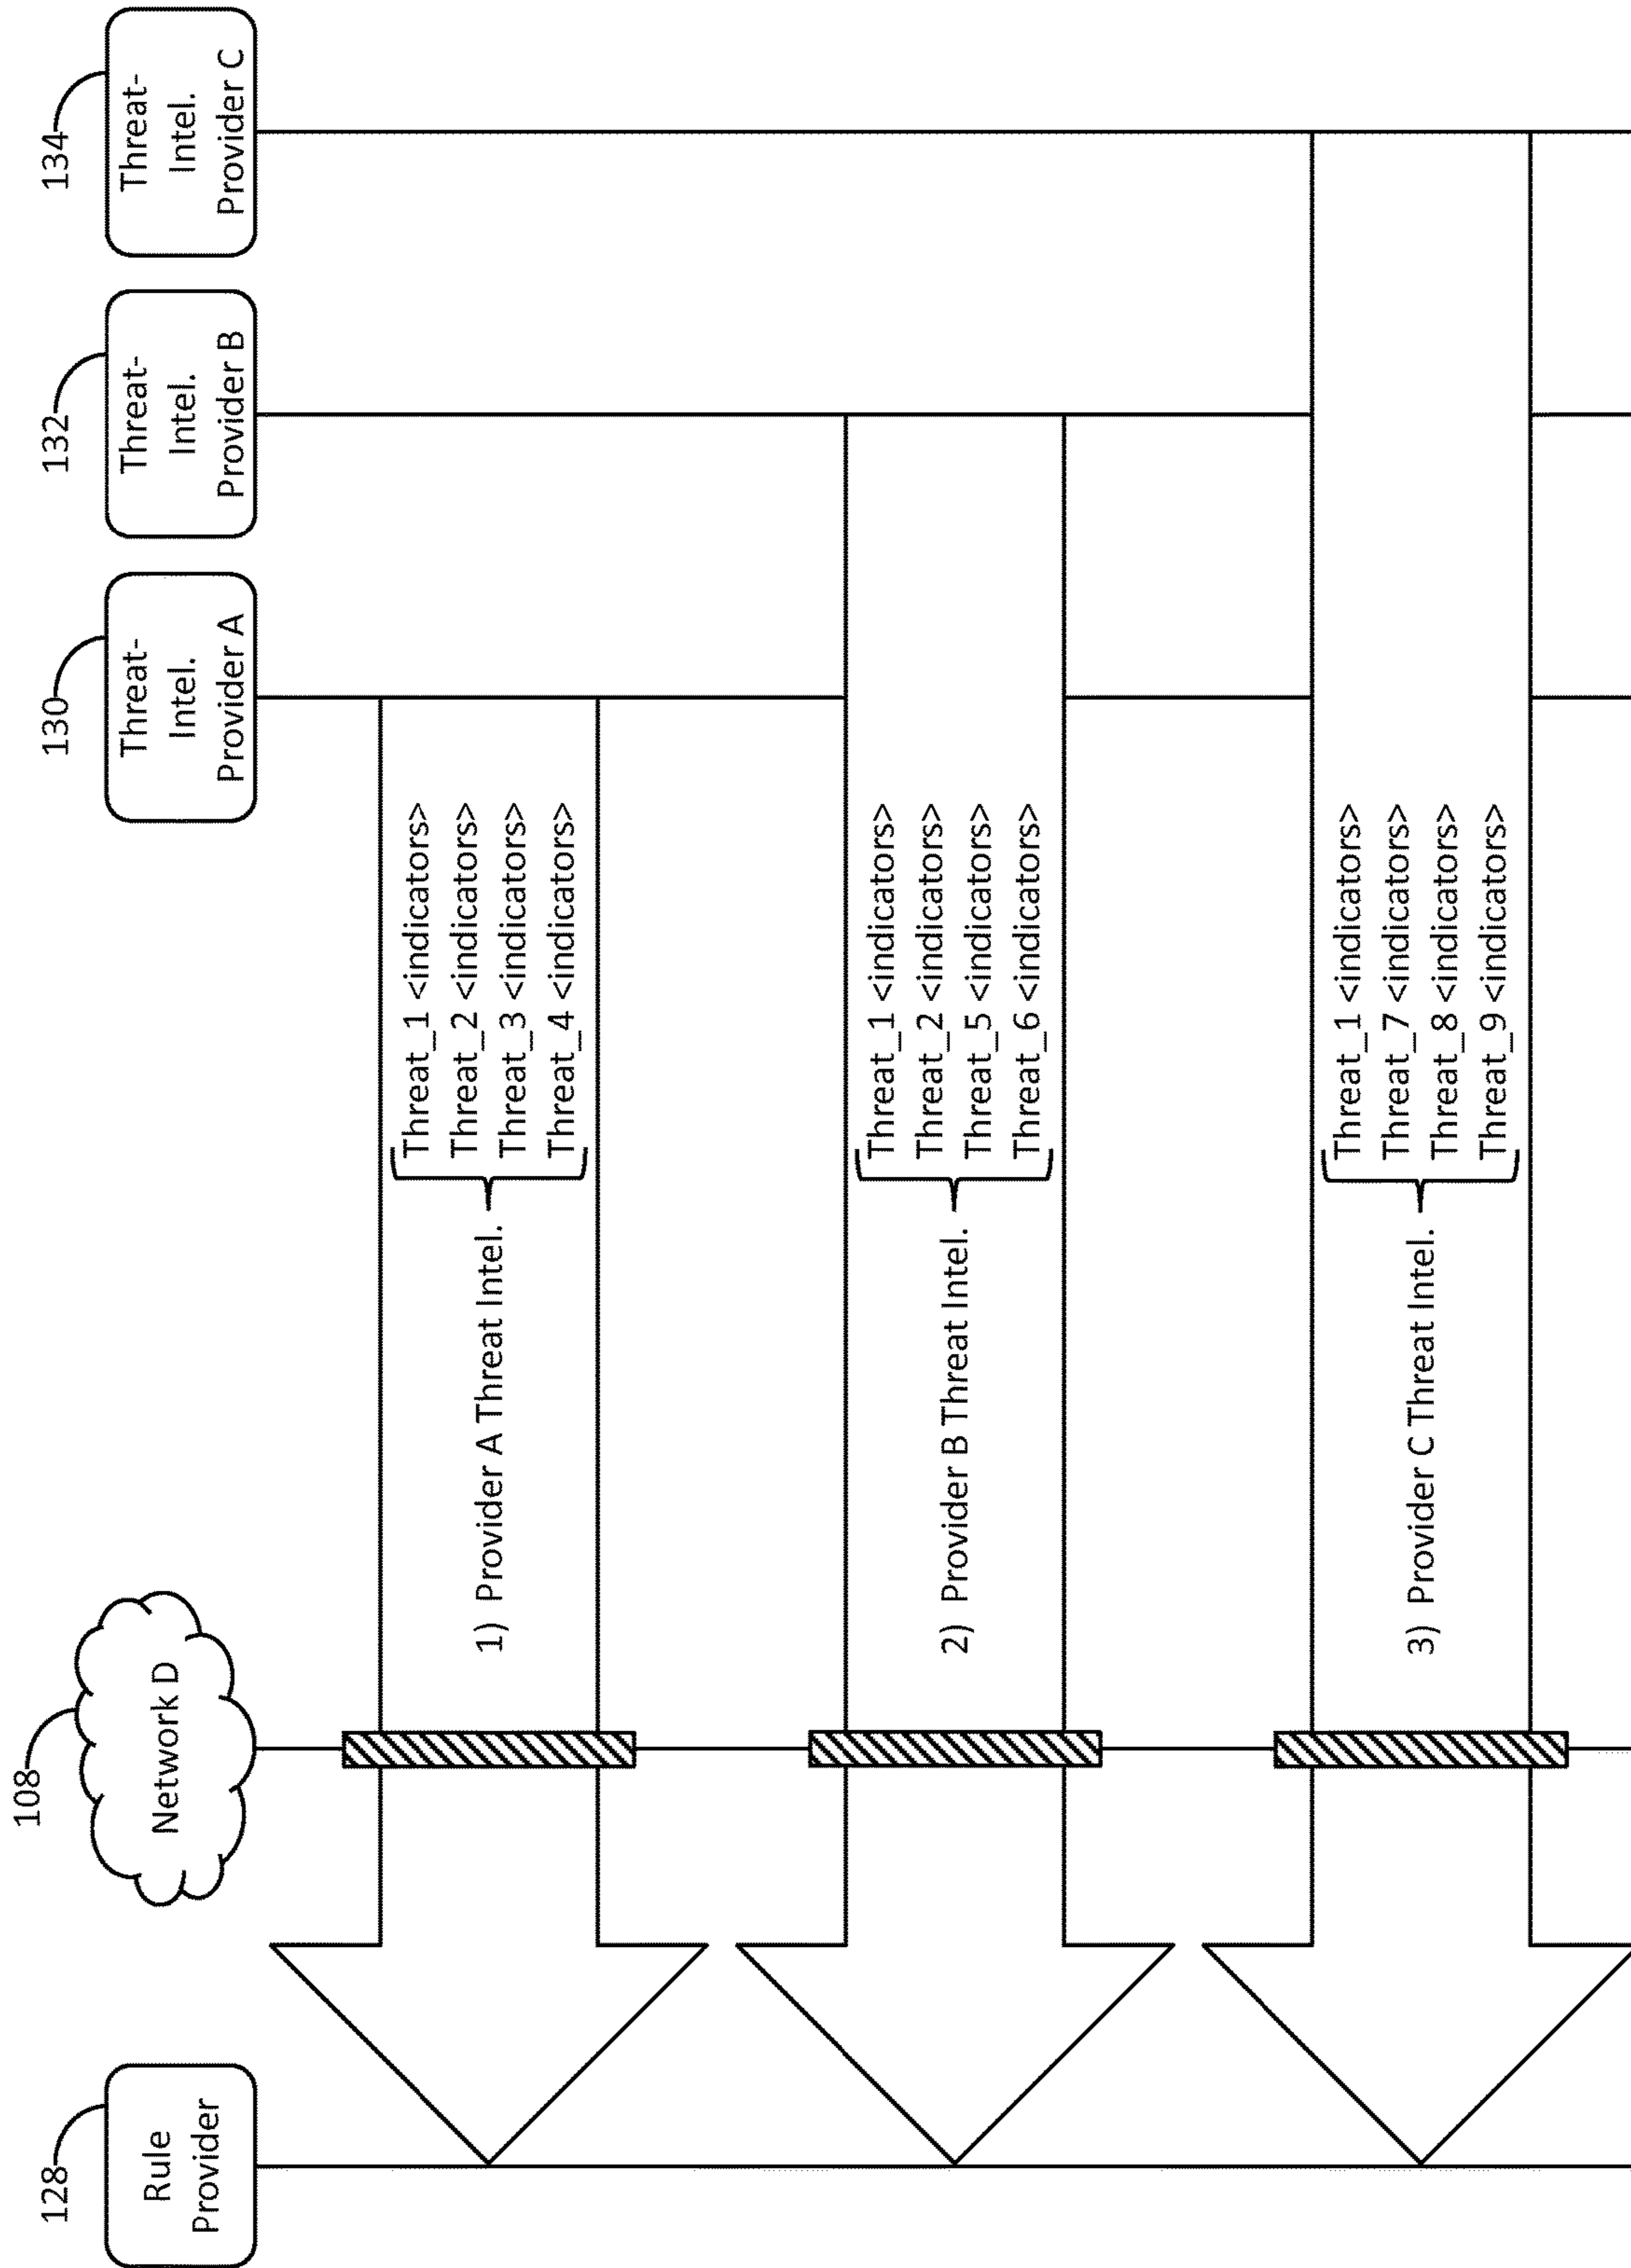 128
Rule
Provider
108
Network D
130
Threat-
Intel.
Provider A
132
Threat-
Intel.
Provider B
134
Threat-
Intel.
Provider C
1) Provider A Threat Intel.
Threat_1 <indicators>
Threat_2 <indicators>
Threat_3 <indicators>
Threat_4 <indicators>
2) Provider B Threat Intel.
Threat_1 <indicators>
Threat_2 <indicators>
Threat_5 <indicators>
Threat_6 <indicators>
3) Provider C Threat Intel.
Threat_1 <indicators>
Threat_7 <indicators>
Threat_8 <indicators>
Threat_9 <indicators>